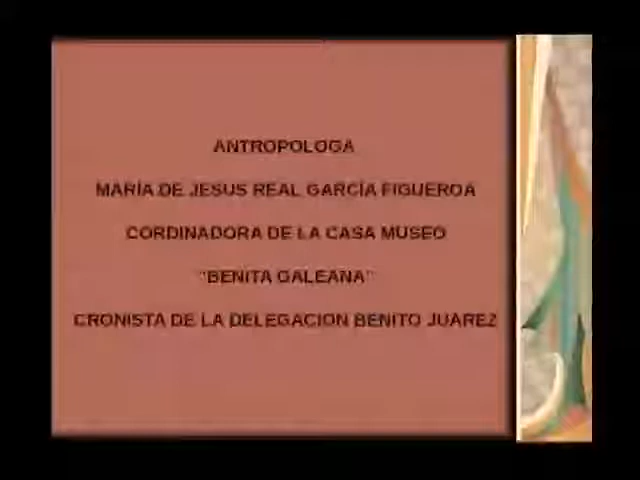 ANTROPOLOGA
MARÍA DE JESUS REAL GARCÍA FIGUEROA
CORDINADORA DE LA CASA MUSEO
"BENITA GALEANA"
CRONISTA DE LA DELEGACION BENITO JUAREZ